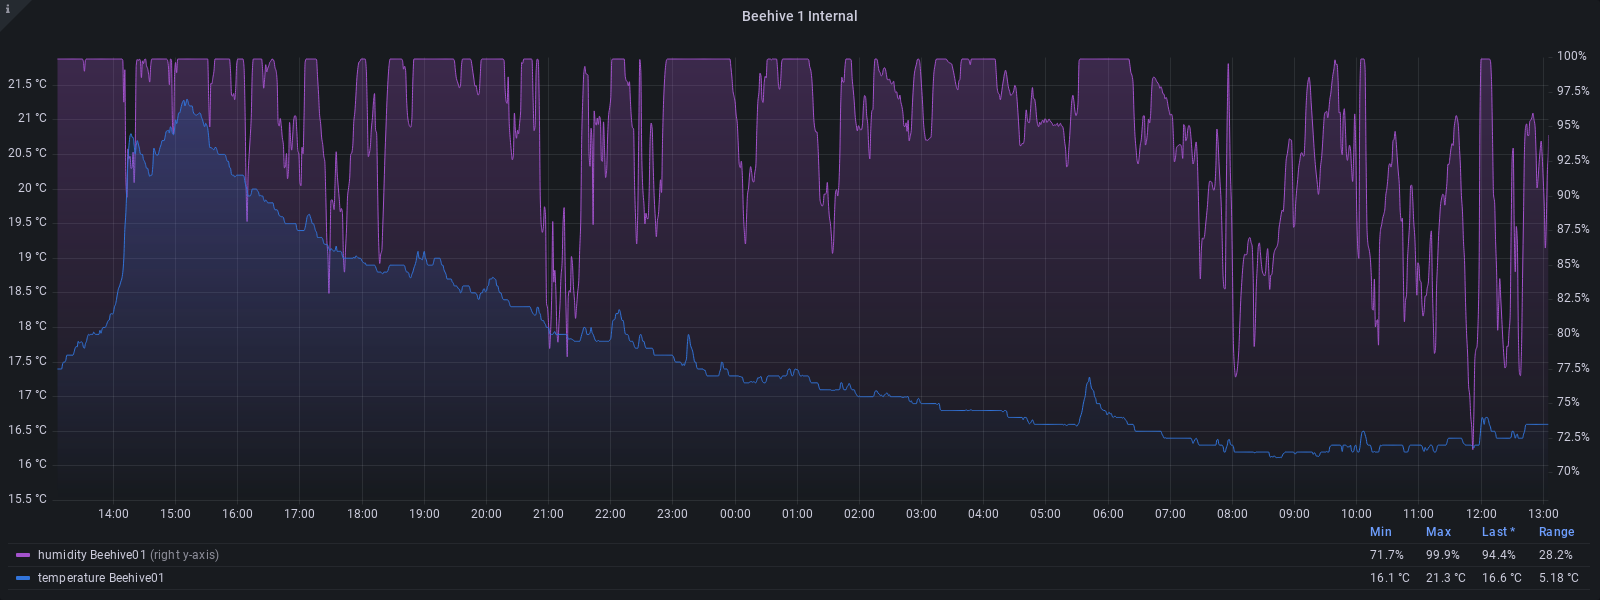 i
Beehive 1 Internal
21.5 °C
21 °C
20.5 °C
20 °C
19.5 °C
19 °C
18.5 °C
18 °C
17.5 °C
17 °C
16.5 °C
16 °C
15.5 °C
100%
97.5%
95%
92.5%
90%
87.5%
85%
82.5%
80%
77.5%
75%
72.5%
70%
14:00 15:00 16:00 17:00 18:00 19:00 20:00 21:00 22:00 23:00 00:00 01:00 02:00 03:00 04:00 05:00 06:00 07:00 08:00 09:00 10:00 11:00 12:00 13:00
Min Max Last * Range
humidity Beehive01 (right y-axis) 71.7% 99.9% 94.4% 28.2%
temperature Beehive01 16.1 °C 21.3 °C 16.6 °C 5.18 °C